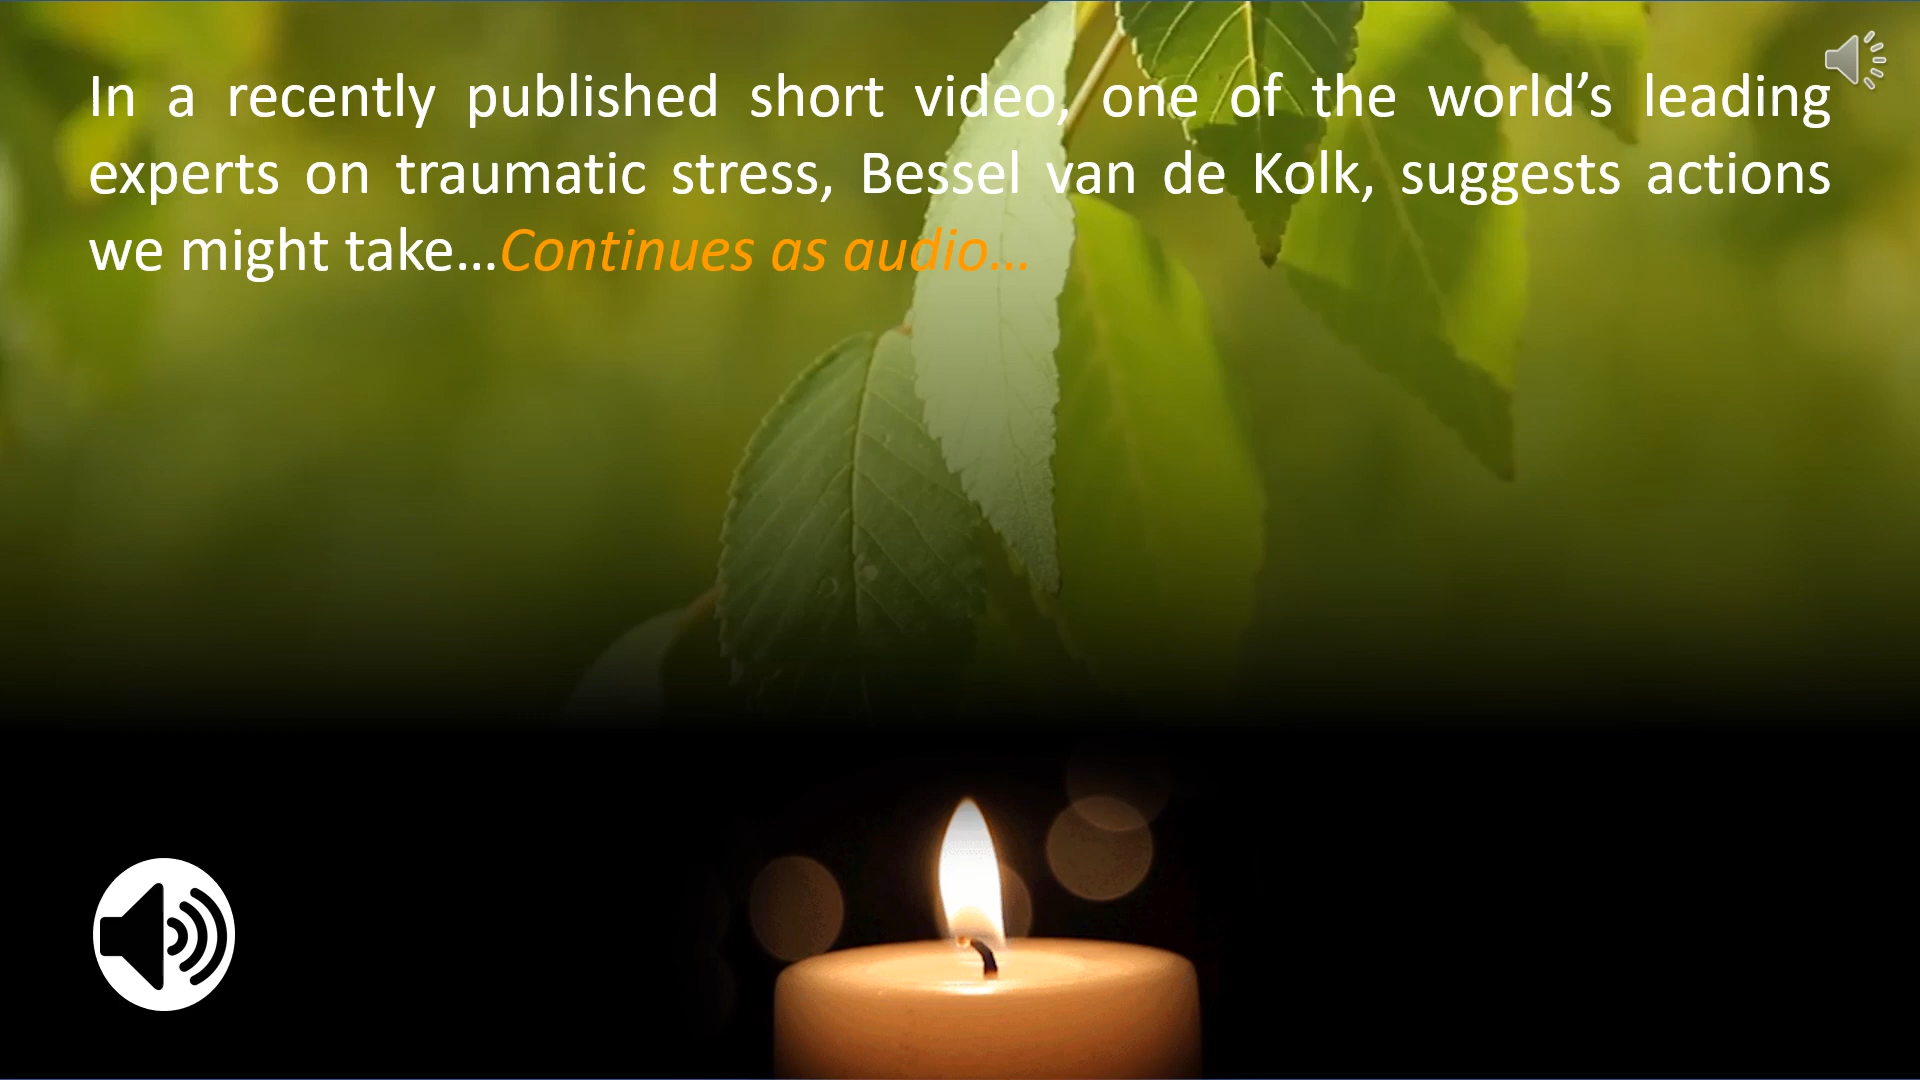 In a recently published short video, one of the world’s leading
experts on traumatic stress, Bessel van de Kolk, suggests actions
we might take…Continues as audio…